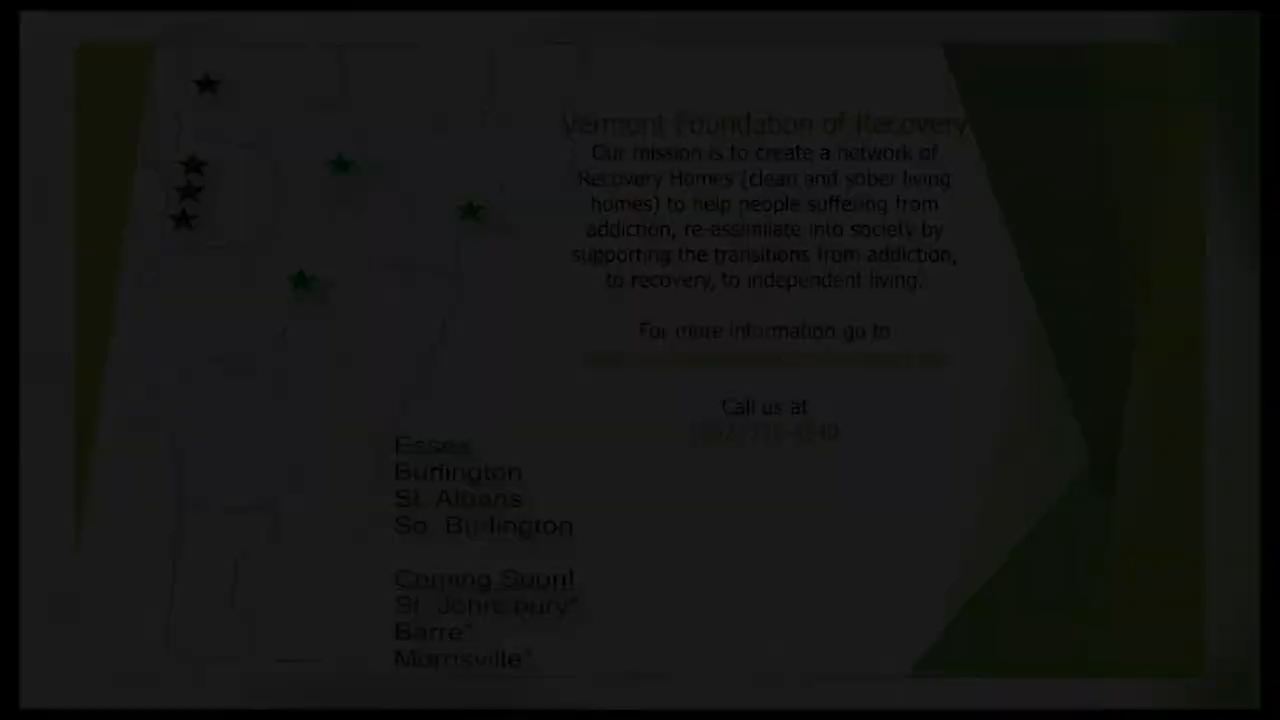 Vermont Foundation of Recovery
Our mission is to create a network of
Recovery Homes (clean and sober living
homes) to help people suffering from
addiction, re-assimilate into society by
supporting the transitions from addiction,
to recovery, to independent living.
For more information go to
Call us at
Essex
Burlington
St. Albans
So. Burlington
Coming Soon!
St. Johnsbury*
Barre*
Morrisville*